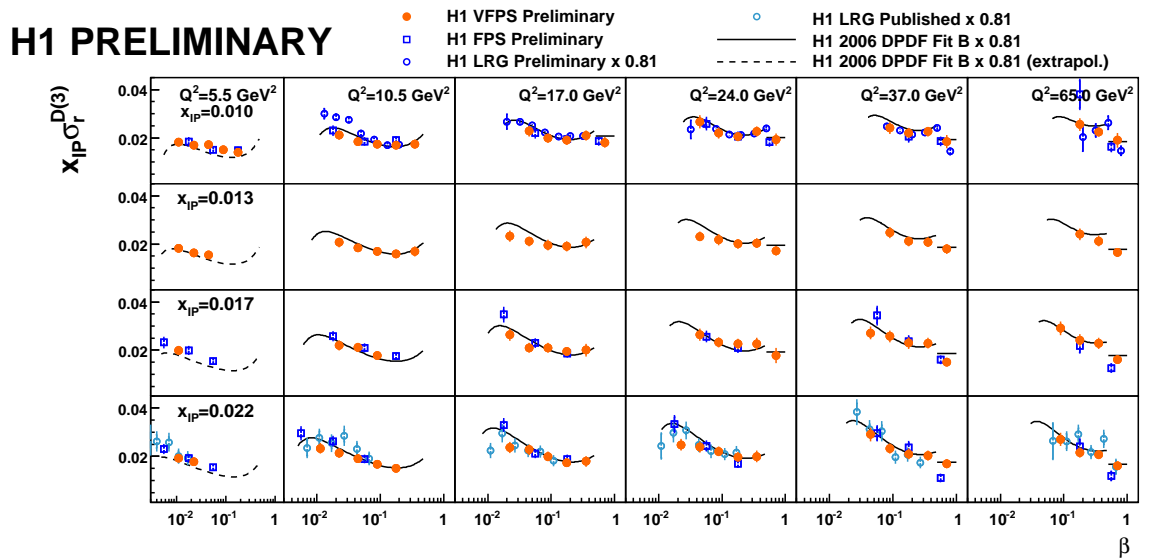 H1 PRELIMINARY
H1 VFPS Preliminary
H1 FPS Preliminary
H1 LRG Preliminary x 0.81
H1 LRG Published x 0.81
H1 2006 DPDF Fit B x 0.81
H1 2006 DPDF Fit B x 0.81 (extrapol.)
x_IP σ_r^D(3)
Q²=5.5 GeV² Q²=10.5 GeV² Q²=17.0 GeV² Q²=24.0 GeV² Q²=37.0 GeV² Q²=65.0 GeV²
x_IP=0.010
0.04
0.02
x_IP=0.013
0.04
0.02
x_IP=0.017
0.04
0.02
x_IP=0.022
0.04
0.02
10⁻² 10⁻¹ 1 10⁻² 10⁻¹ 1 10⁻² 10⁻¹ 1 10⁻² 10⁻¹ 1 10⁻² 10⁻¹ 1 10⁻² 10⁻¹ 1
β